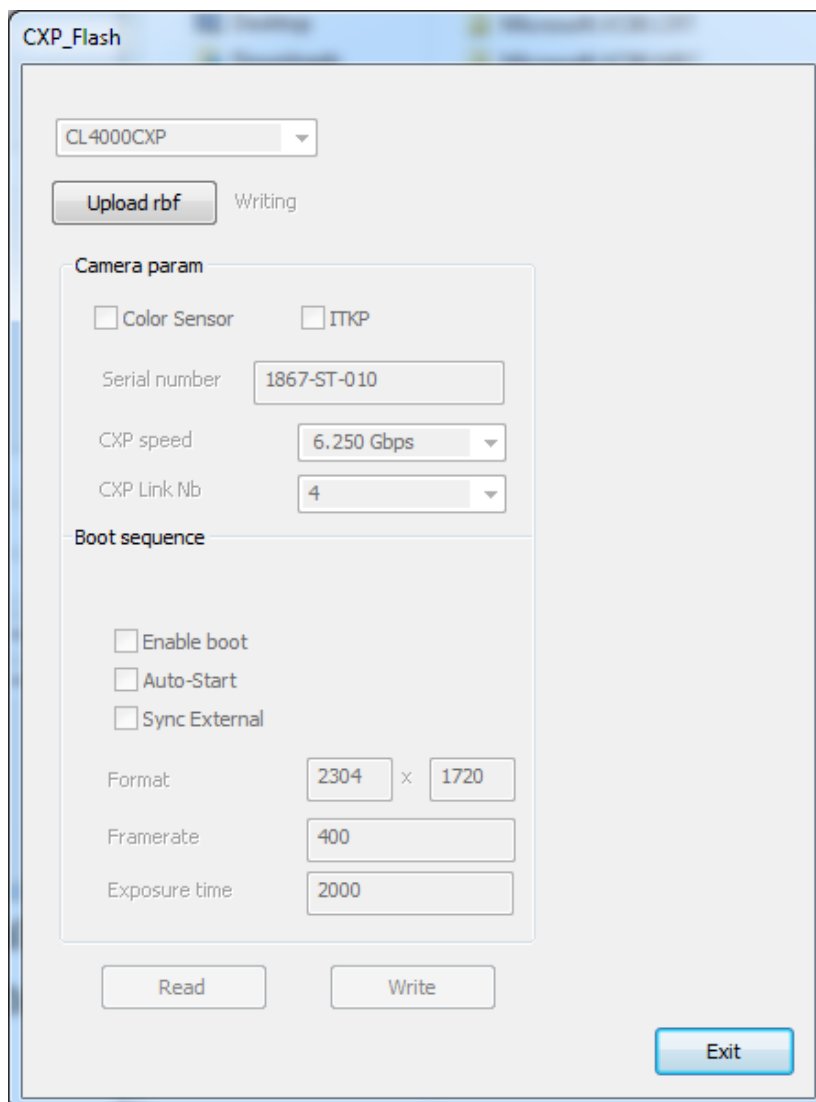 CXP_Flash
CL4000CXP
Upload rbf Writing
Camera param
Color Sensor ITKP
Serial number 1867-ST-010
CXP speed 6.250 Gbps
CXP Link Nb 4
Boot sequence
Enable boot
Auto-Start
Sync External
Format 2304 x 1720
Framerate 400
Exposure time 2000
Read Write
Exit